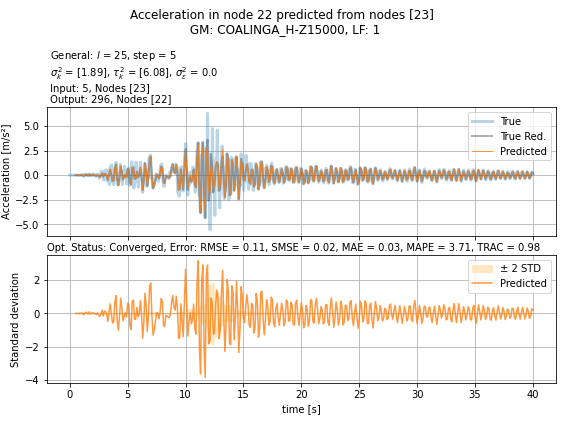 Acceleration in node 22 predicted from nodes [23]
GM: COALINGA_H-Z15000, LF: 1
General: l = 25, step = 5
σ²ₖ = [1.89], τ²ₖ = [6.08], σ²ε = 0.0
Input: 5, Nodes [23]
Output: 296, Nodes [22]
Acceleration [m/s²]
5.0
2.5
0.0
−2.5
−5.0
True
True Red.
Predicted
Opt. Status: Converged, Error: RMSE = 0.11, SMSE = 0.02, MAE = 0.03, MAPE = 3.71, TRAC = 0.98
Standard deviation
2
0
−2
−4
± 2 STD
Predicted
0 5 10 15 20 25 30 35 40
time [s]